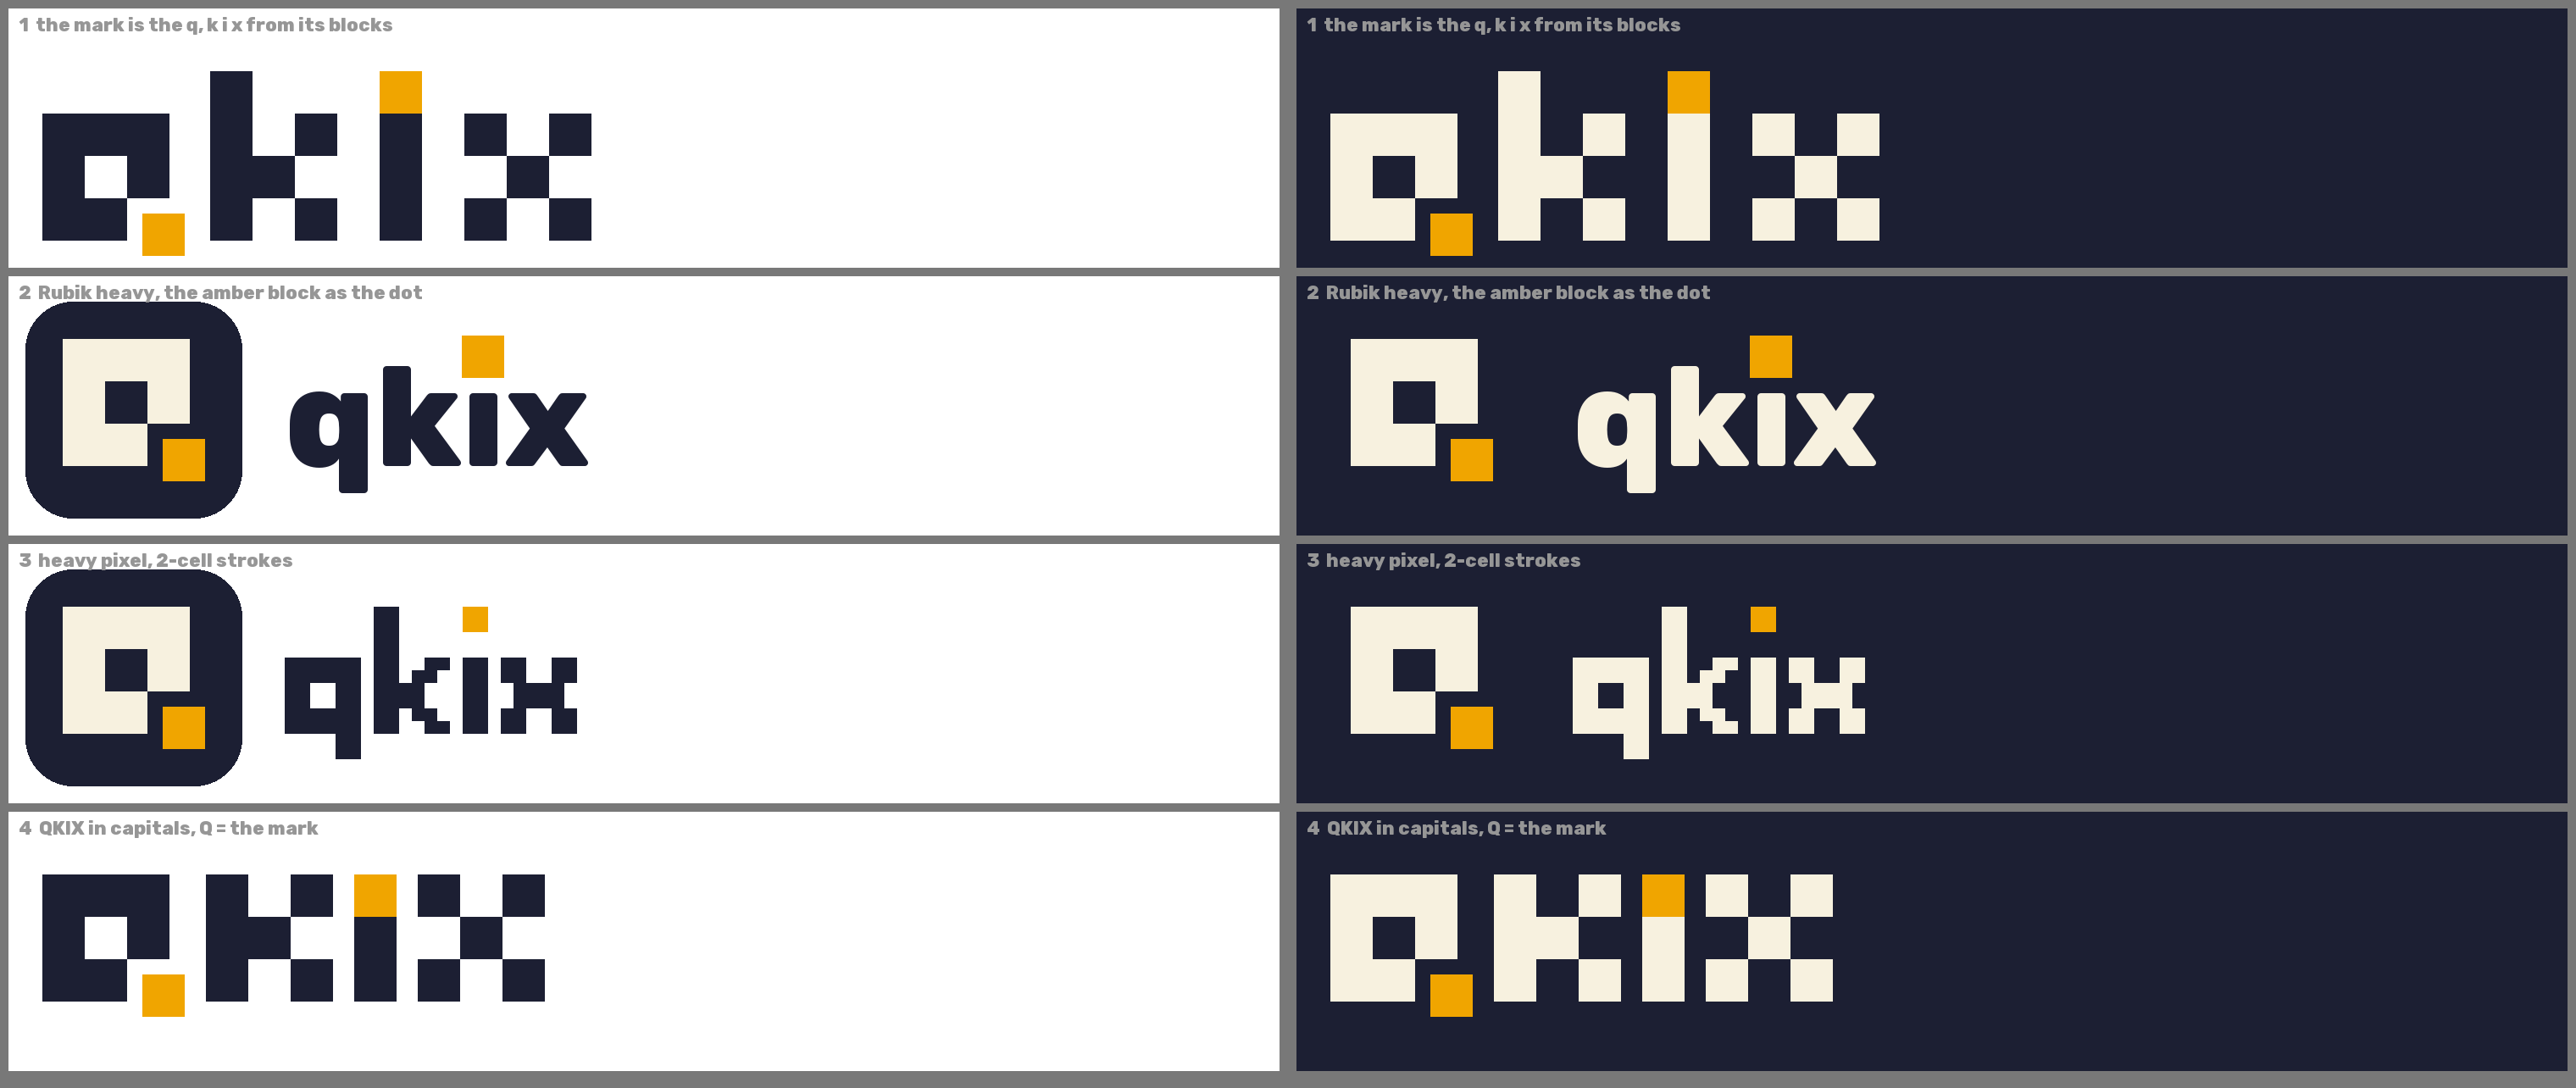 1 the mark is the q, k i x from its blocks
qkix
1 the mark is the q, k i x from its blocks
qkix
2 Rubik heavy, the amber block as the dot
Q qkix
2 Rubik heavy, the amber block as the dot
Q qkix
3 heavy pixel, 2-cell strokes
Q qkix
3 heavy pixel, 2-cell strokes
Q qkix
4 QKIX in capitals, Q = the mark
QKIX
4 QKIX in capitals, Q = the mark
QKIX